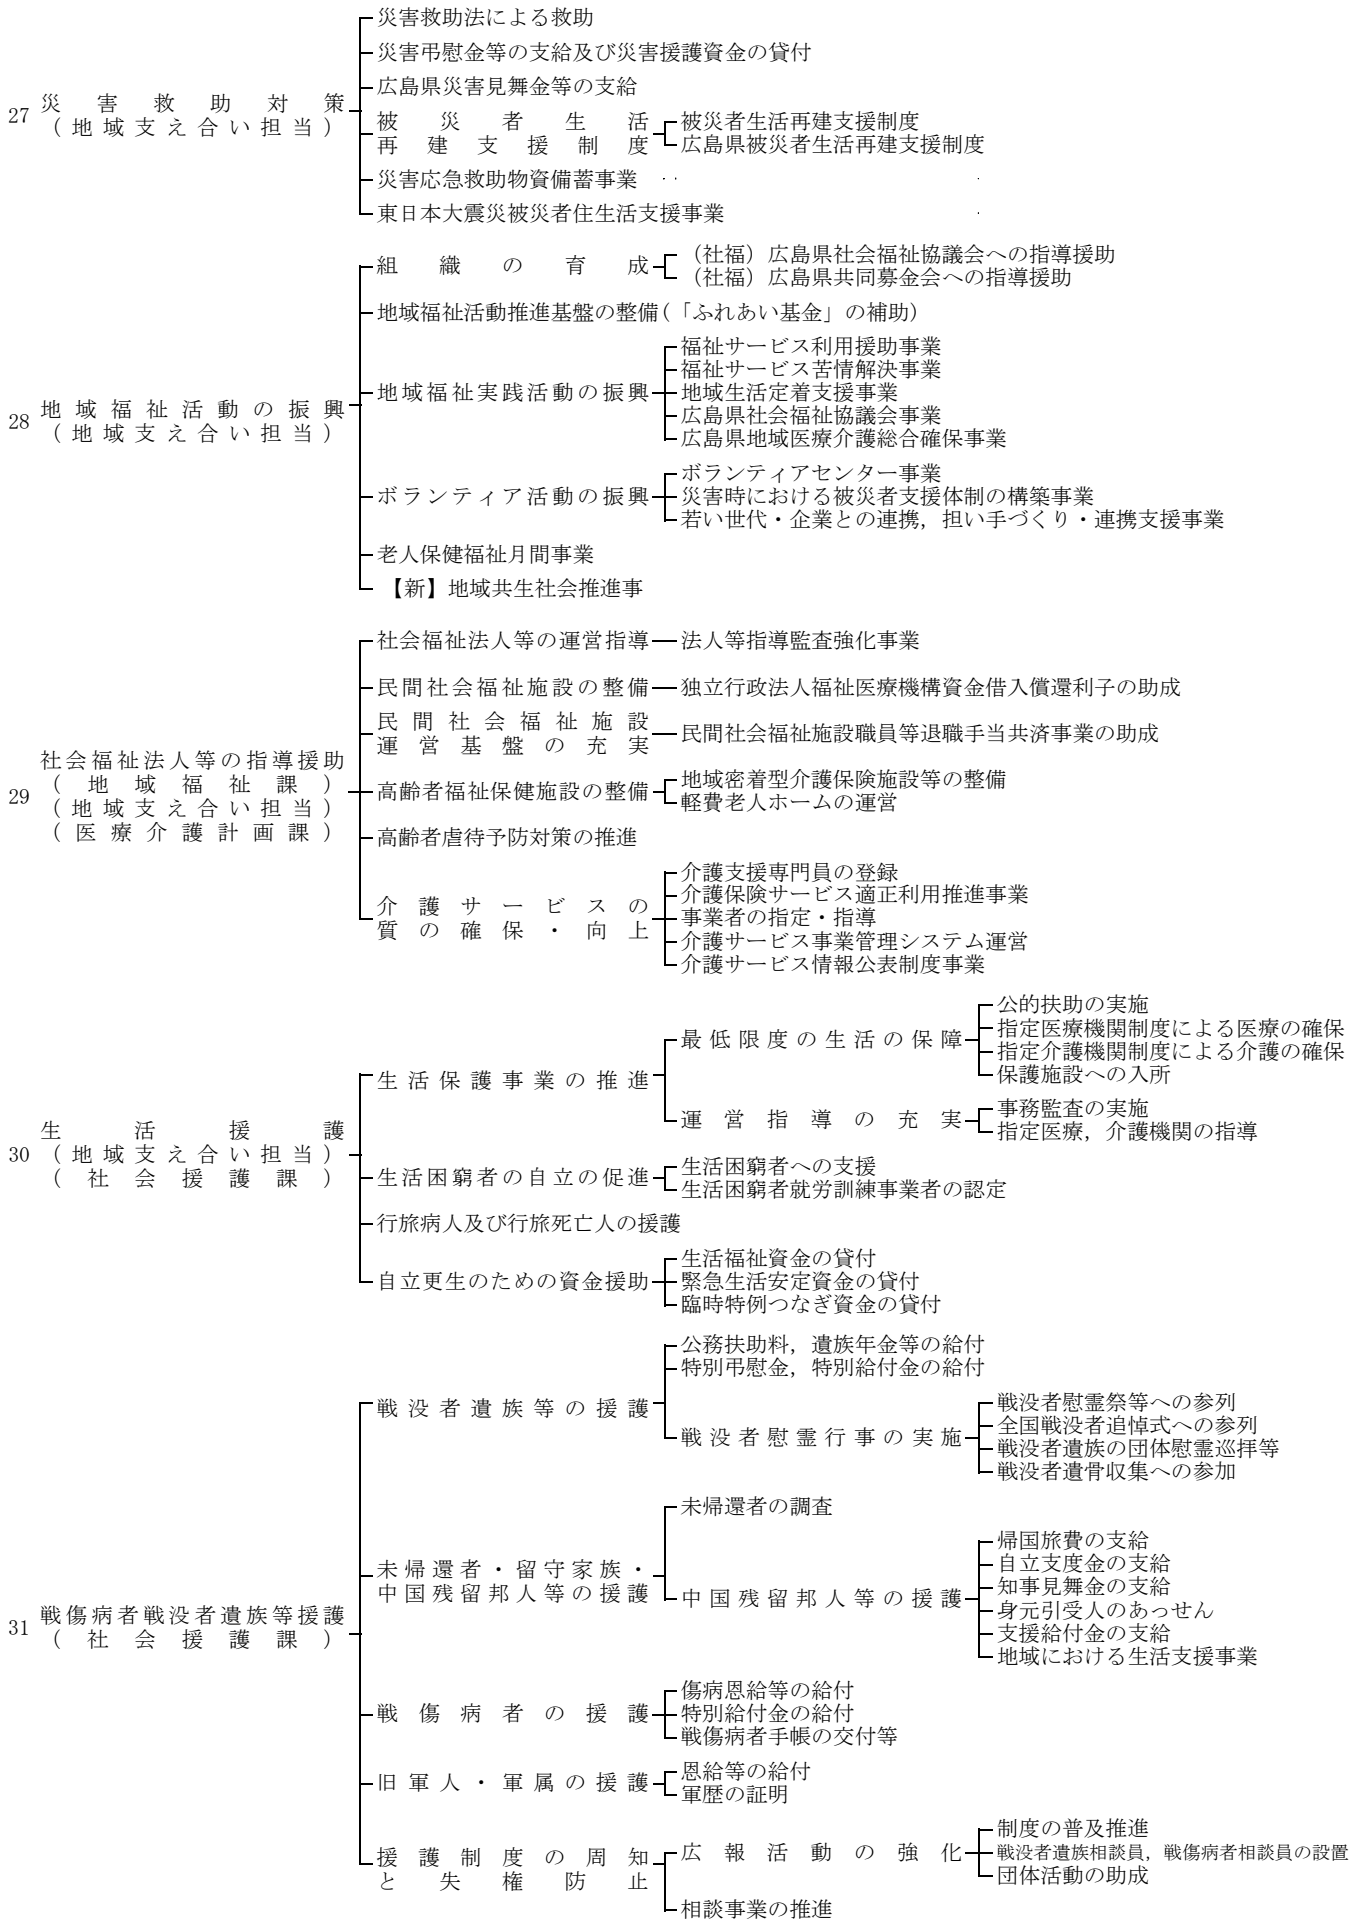 27 災害救助対策
(地域支え合い担当)
災害救助法による救助
災害弔慰金等の支給及び災害援護資金の貸付
広島県災害見舞金等の支給
被災者生活
再建支援制度
被災者生活再建支援制度
広島県被災者生活再建支援制度
災害応急救助物資備蓄事業
東日本大震災被災者住生活支援事業
28 地域福祉活動の振興
(地域支え合い担当)
組織の育成
(社福)広島県社会福祉協議会への指導援助
(社福)広島県共同募金会への指導援助
地域福祉活動推進基盤の整備(「ふれあい基金」の補助)
地域福祉実践活動の振興
福祉サービス利用援助事業
福祉サービス苦情解決事業
地域生活定着支援事業
広島県社会福祉協議会事業
広島県地域医療介護総合確保事業
ボランティア活動の振興
ボランティアセンター事業
災害時における被災者支援体制の構築事業
若い世代・企業との連携,担い手づくり・連携支援事業
老人保健福祉月間事業
【新】地域共生社会推進事
29 社会福祉法人等の指導援助
(地域福祉課)
(地域支え合い担当)
(医療介護計画課)
社会福祉法人等の運営指導
法人等指導監査強化事業
民間社会福祉施設の整備
独立行政法人福祉医療機構資金借入償還利子の助成
民間社会福祉施設
運営基盤の充実
民間社会福祉施設職員等退職手当共済事業の助成
高齢者福祉保健施設の整備
地域密着型介護保険施設等の整備
軽費老人ホームの運営
高齢者虐待予防対策の推進
介護サービスの
質の確保・向上
介護支援専門員の登録
介護保険サービス適正利用推進事業
事業者の指定・指導
介護サービス事業管理システム運営
介護サービス情報公表制度事業
30 生活援護
(地域支え合い担当)
(社会援護課)
生活保護事業の推進
最低限度の生活の保障
公的扶助の実施
指定医療機関制度による医療の確保
指定介護機関制度による介護の確保
保護施設への入所
運営指導の充実
事務監査の実施
指定医療,介護機関の指導
生活困窮者の自立の促進
生活困窮者への支援
生活困窮者就労訓練事業者の認定
行旅病人及び行旅死亡人の援護
自立更生のための資金援助
生活福祉資金の貸付
緊急生活安定資金の貸付
臨時特例つなぎ資金の貸付
31 戦傷病者戦没者遺族等援護
(社会援護課)
戦没者遺族等の援護
公務扶助料,遺族年金等の給付
特別弔慰金,特別給付金の給付
戦没者慰霊行事の実施
戦没者慰霊祭等への参列
全国戦没者追悼式への参列
戦没者遺族の団体慰霊巡拝等
戦没者遺骨収集への参加
未帰還者・留守家族・
中国残留邦人等の援護
未帰還者の調査
中国残留邦人等の援護
帰国旅費の支給
自立支度金の支給
知事見舞金の支給
身元引受人のあっせん
支援給付金の支給
地域における生活支援事業
戦傷病者の援護
傷病恩給等の給付
特別給付金の給付
戦傷病者手帳の交付等
旧軍人・軍属の援護
恩給等の給付
軍歴の証明
援護制度の周知
と失権防止
広報活動の強化
制度の普及推進
戦没者遺族相談員,戦傷病者相談員の設置
団体活動の助成
相談事業の推進